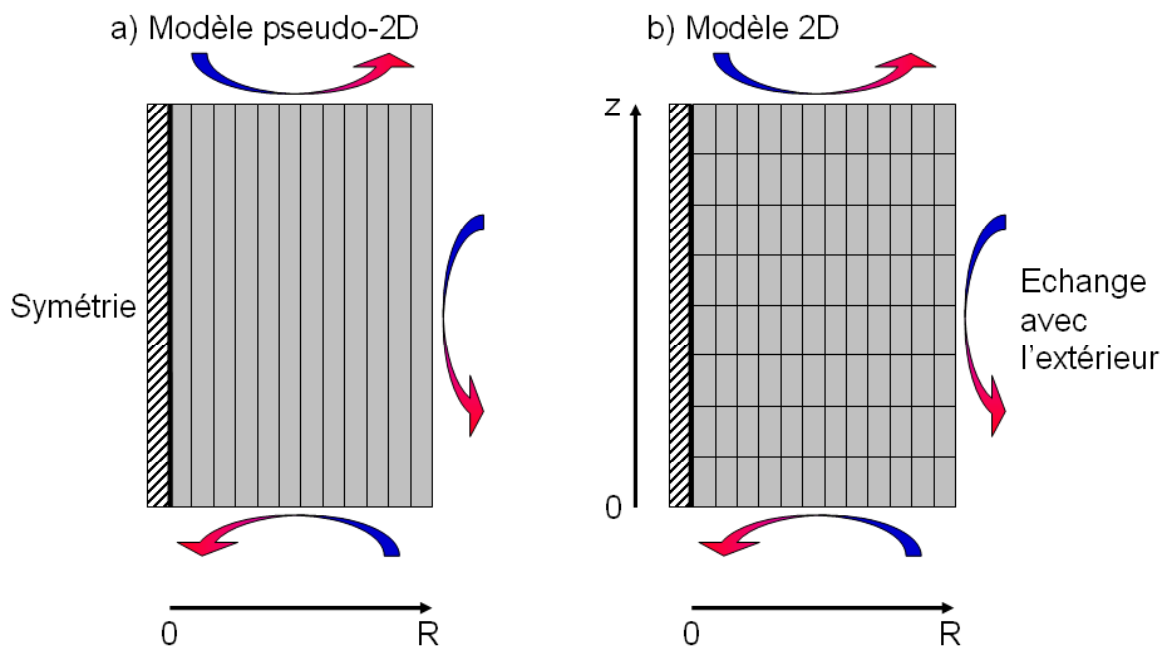 a) Modèle pseudo-2D
b) Modèle 2D
Symétrie
z
0
Echange
avec
l'extérieur
0
R
0
R